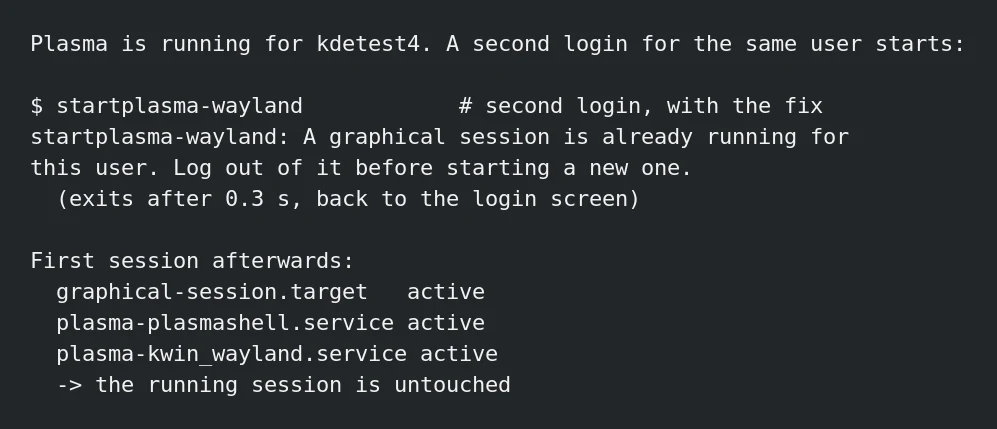 Plasma is running for kdetest4. A second login for the same user starts:
$ startplasma-wayland            # second login, with the fix
startplasma-wayland: A graphical session is already running for
this user. Log out of it before starting a new one.
  (exits after 0.3 s, back to the login screen)
First session afterwards:
  graphical-session.target   active
  plasma-plasmashell.service active
  plasma-kwin_wayland.service active
  -> the running session is untouched